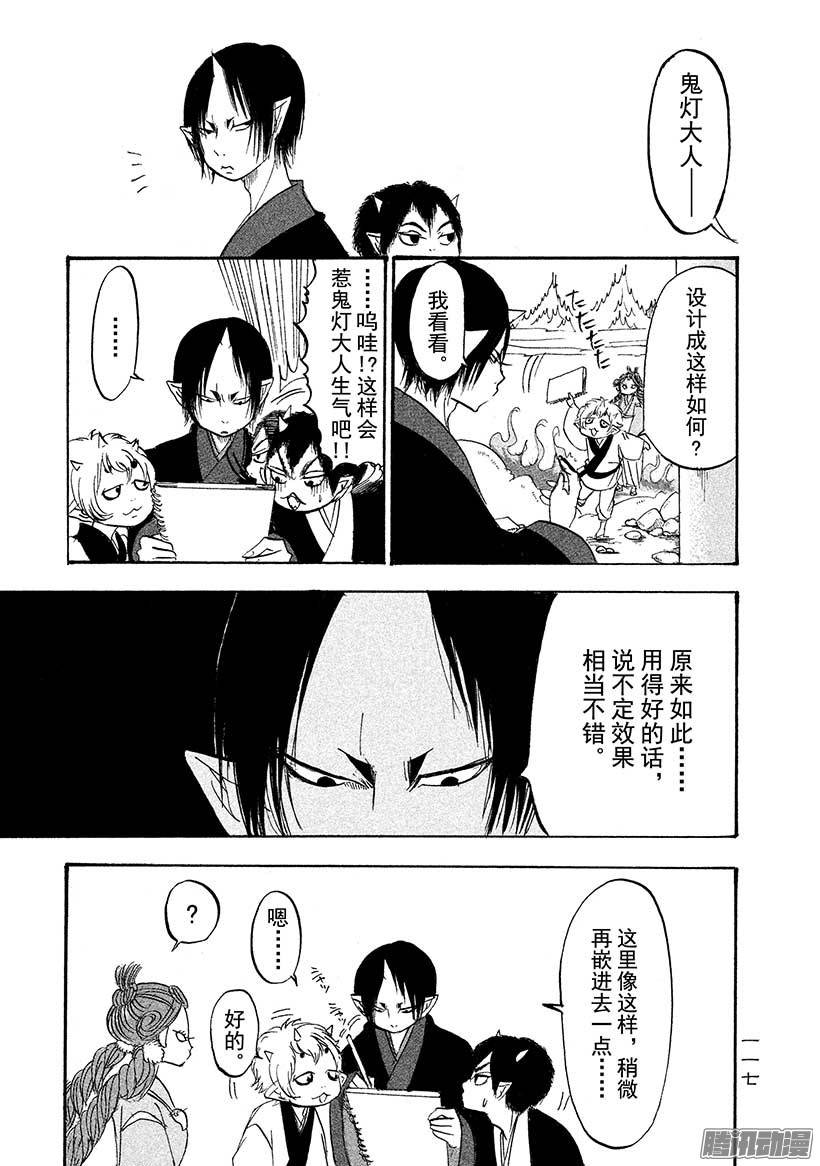 鬼灯大人——
设计成这样如何？
我看看。
……呜哇!?这样会
惹鬼灯大人生气吧!!
……
原来如此……
用得好的话，
说不定效果
相当不错。
这里像这样，稍微
再嵌进去一点……
嗯……
好的。
？
一一七
腾讯动漫